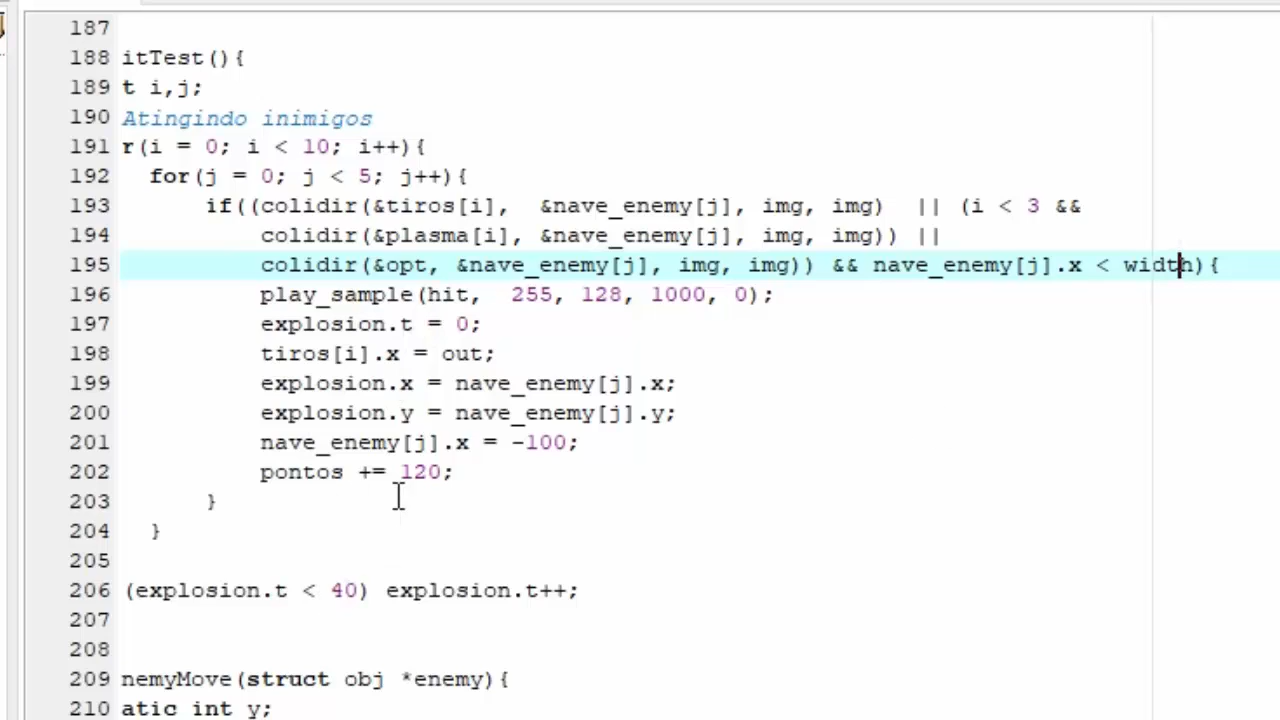 187
188 itTest(){
189 t i,j;
190 Atingindo inimigos
191 r(i = 0; i < 10; i++){
192 for(j = 0; j < 5; j++){
193 if((colidir(&tiros[i], &nave_enemy[j], img, img) || (i < 3 &&
194 colidir(&plasma[i], &nave_enemy[j], img, img)) ||
195 colidir(&opt, &nave_enemy[j], img, img)) && nave_enemy[j].x < width){
196 play_sample(hit, 255, 128, 1000, 0);
197 explosion.t = 0;
198 tiros[i].x = out;
199 explosion.x = nave_enemy[j].x;
200 explosion.y = nave_enemy[j].y;
201 nave_enemy[j].x = -100;
202 pontos += 120;
203 }
204 }
205
206 (explosion.t < 40) explosion.t++;
207
208
209 nemyMove(struct obj *enemy){
210 atic int y;